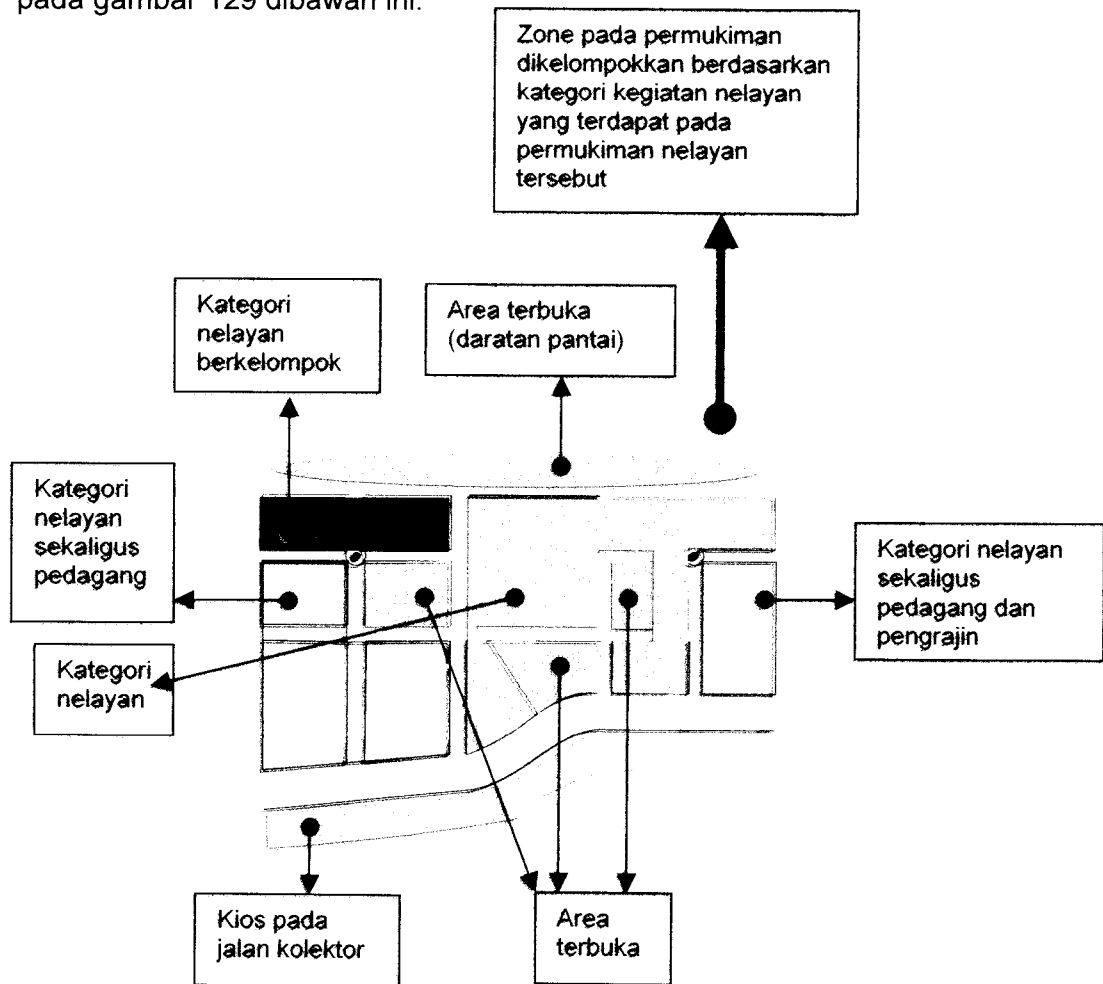 pada gambar 129 dibawah ini.
Zone pada permukiman
dikelompokkan berdasarkan
kategori kegiatan nelayan
yang terdapat pada
permukiman nelayan
tersebut
Kategori
nelayan
berkelompok
Area terbuka
(daratan pantai)
Kategori
nelayan
sekaligus
pedagang
Kategori nelayan
sekaligus
pedagang dan
pengrajin
Kategori
nelayan
Kios pada
jalan kolektor
Area
terbuka